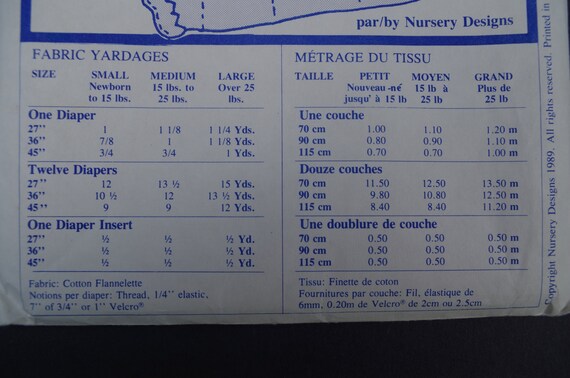 par/by Nursery Designs
FABRIC YARDAGES
SIZE SMALL MEDIUM LARGE
Newborn 15 lbs. to Over 25
to 15 lbs. 25 lbs. lbs.
One Diaper
27'' 1 1 1/8 1 1/4 Yds.
36'' 7/8 1 1 1/8 Yds.
45'' 3/4 3/4 1 Yds.
Twelve Diapers
27'' 12 13 ½ 15 Yds.
36'' 10 ½ 12 13 ½ Yds.
45'' 9 9 12 Yds.
One Diaper Insert
27'' ½ ½ ½ Yd.
36'' ½ ½ ½ Yd.
45'' ½ ½ ½ Yd.
Fabric: Cotton Flannelette
Notions per diaper: Thread, 1/4'' elastic,
7'' of 3/4'' or 1'' Velcro®
MÉTRAGE DU TISSU
TAILLE PETIT MOYEN GRAND
Nouveau-né 15 lb à Plus de
jusqu'à 15 lb 25 lb 25 lb
Une couche
70 cm 1.00 1.10 1.20 m
90 cm 0.80 0.90 1.10 m
115 cm 0.70 0.70 1.00 m
Douze couches
70 cm 11.50 12.50 13.50 m
90 cm 9.80 10.80 12.50 m
115 cm 8.40 8.40 11.20 m
Une doublure de couche
70 cm 0.50 0.50 0.50 m
90 cm 0.50 0.50 0.50 m
115 cm 0.50 0.50 0.50 m
Tissu: Finette de coton
Fournitures par couche: Fil, élastique de
6mm, 0.20m de Velcro® de 2cm ou 2.5cm
Copyright Nursery Designs 1989. All rights reserved. Printed in